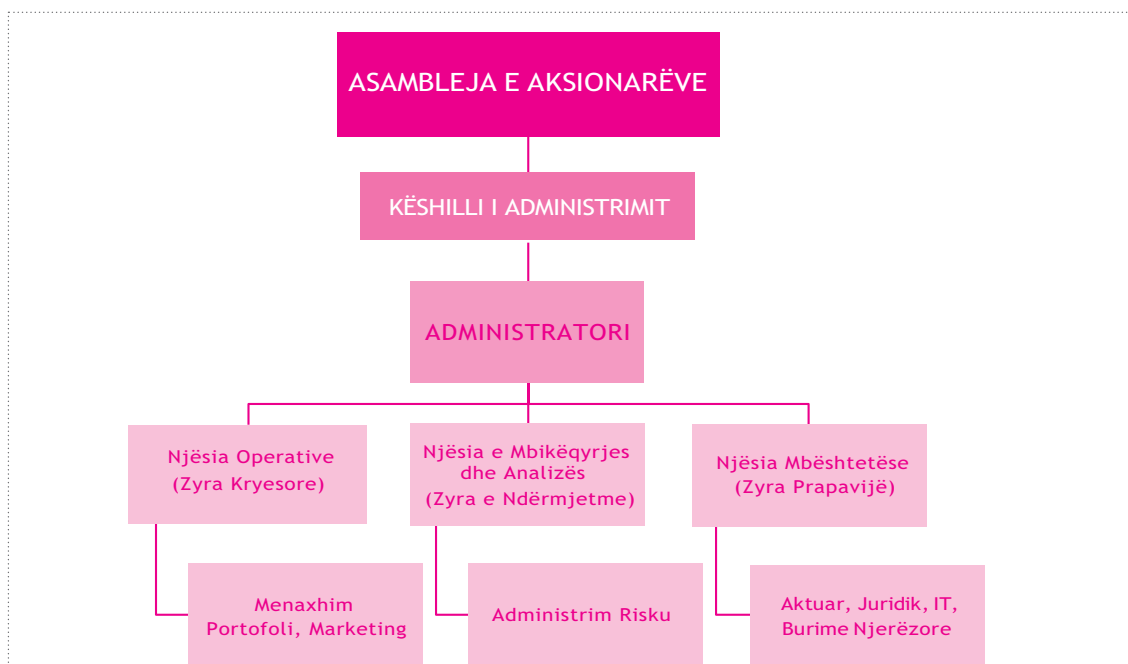 ASAMBLEJA E AKSIONARËVE
KËSHILLI I ADMINISTRIMIT
ADMINISTRATORI
Njësia Operative
(Zyra Kryesore)
Njësia e Mbikëqyrjes
dhe Analizës
(Zyra e Ndërmjetme)
Njësia Mbështetëse
(Zyra Prapavijë)
Menaxhim
Portofoli, Marketing
Administrim Risku
Aktuar, Juridik, IT,
Burime Njerëzore